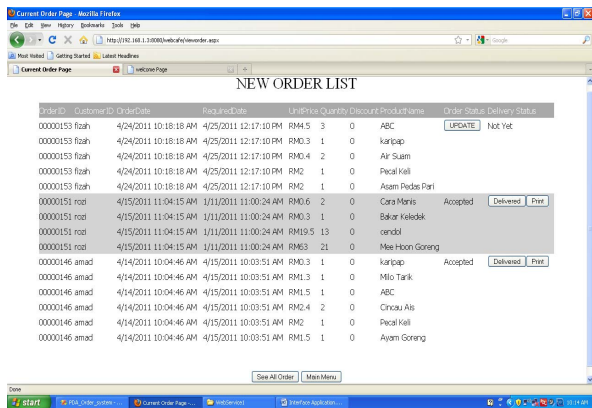 Current Order Page - Mozilla Firefox
File Edit View History Bookmarks Tools Help
http://192.168.1.3:8080/webcafe/vieworder.aspx Google
Most Visited Getting Started Latest Headlines
Current Order Page welcome Page
NEW ORDER LIST
OrderID CustomerID OrderDate RequiredDate UnitPrice Quantity Discount ProductName Order Status Delivery Status
00000153 fizah 4/24/2011 10:18:18 AM 4/25/2011 12:17:10 PM RM4.5 3 0 ABC UPDATE Not Yet
00000153 fizah 4/24/2011 10:18:18 AM 4/25/2011 12:17:10 PM RM0.3 1 0 karipap
00000153 fizah 4/24/2011 10:18:18 AM 4/25/2011 12:17:10 PM RM0.4 2 0 Air Suam
00000153 fizah 4/24/2011 10:18:18 AM 4/25/2011 12:17:10 PM RM2 1 0 Pecal Keli
00000153 fizah 4/24/2011 10:18:18 AM 4/25/2011 12:17:10 PM RM2 1 0 Asam Pedas Pari
00000151 rozi 4/15/2011 11:04:15 AM 1/11/2011 11:00:24 AM RM0.6 2 0 Cara Manis Accepted Delivered Print
00000151 rozi 4/15/2011 11:04:15 AM 1/11/2011 11:00:24 AM RM0.3 1 0 Bakar Keledek
00000151 rozi 4/15/2011 11:04:15 AM 1/11/2011 11:00:24 AM RM19.5 13 0 cendol
00000151 rozi 4/15/2011 11:04:15 AM 1/11/2011 11:00:24 AM RM63 21 0 Mee Hoon Goreng
00000146 amad 4/14/2011 10:04:46 AM 4/15/2011 10:03:51 AM RM0.3 1 0 karipap Accepted Delivered Print
00000146 amad 4/14/2011 10:04:46 AM 4/15/2011 10:03:51 AM RM1.3 1 0 Milo Tarik
00000146 amad 4/14/2011 10:04:46 AM 4/15/2011 10:03:51 AM RM1.5 1 0 ABC
00000146 amad 4/14/2011 10:04:46 AM 4/15/2011 10:03:51 AM RM2.4 2 0 Cincau Ais
00000146 amad 4/14/2011 10:04:46 AM 4/15/2011 10:03:51 AM RM2 1 0 Pecal Keli
00000146 amad 4/14/2011 10:04:46 AM 4/15/2011 10:03:51 AM RM1.5 1 0 Ayam Goreng
See All Order Main Menu
Done
start PDA_Order_system - ... Current Order Page -... WebService1 Interface Application.... 10:14 AM